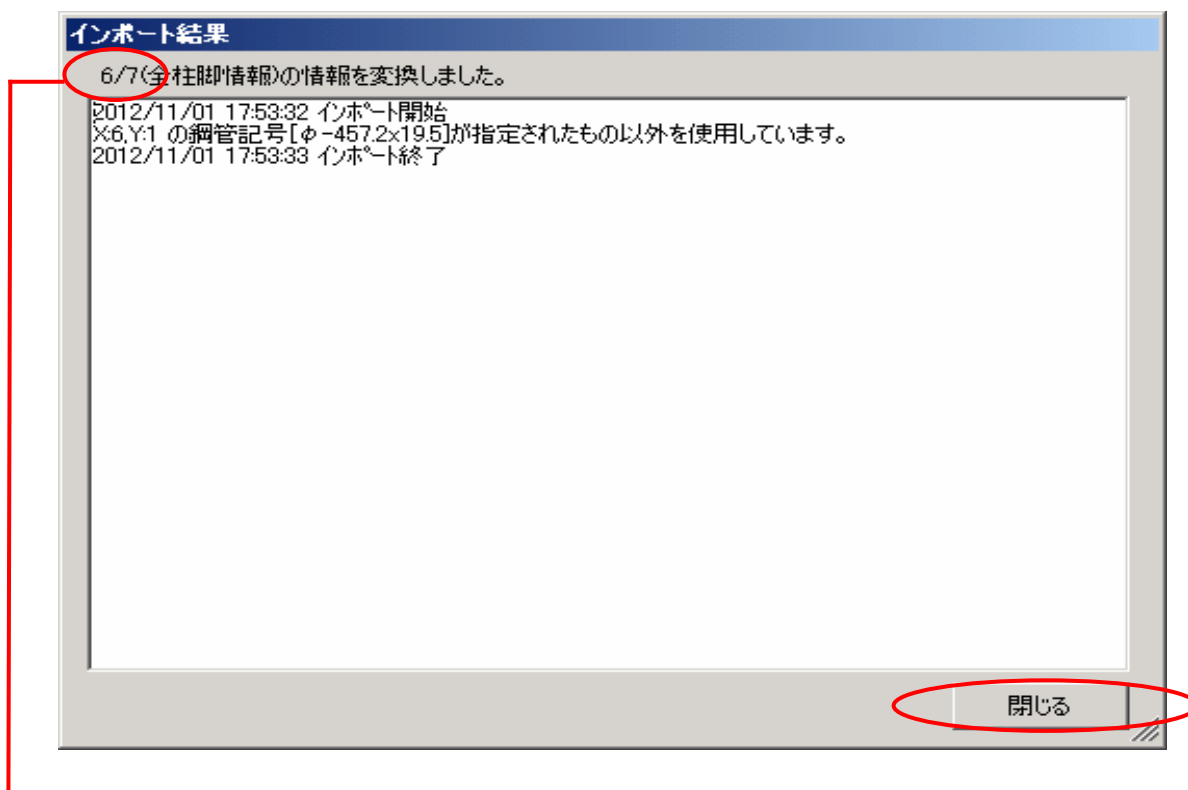 インポート結果
6/7(全柱脚情報)の情報を変換しました。
2012/11/01 17:53:32 インポート開始
X:6,Y:1 の鋼管記号[φ-457.2x19.5]が指定されたもの以外を使用しています。
2012/11/01 17:53:33 インポート終了
閉じる